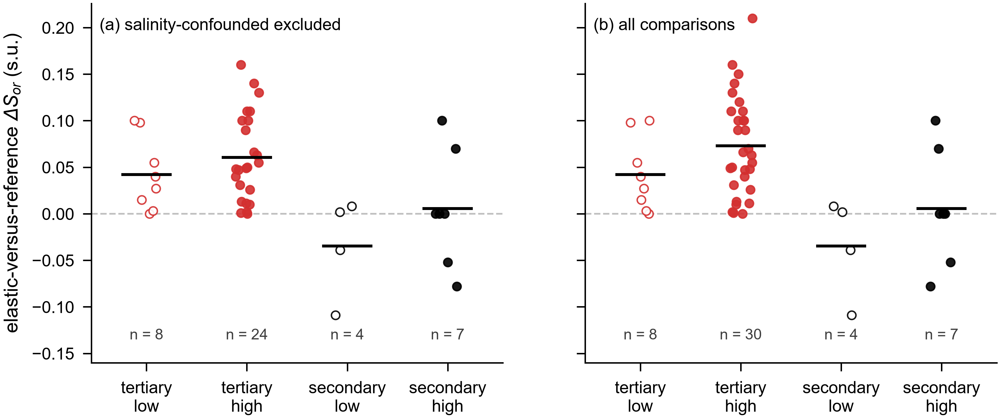 elastic-versus-reference ΔSor (s.u.)
(a) salinity-confounded excluded
0.20
0.15
0.10
0.05
0.00
−0.05
−0.10
−0.15
n = 8
n = 24
n = 4
n = 7
tertiary
low
tertiary
high
secondary
low
secondary
high
(b) all comparisons
n = 8
n = 30
n = 4
n = 7
tertiary
low
tertiary
high
secondary
low
secondary
high